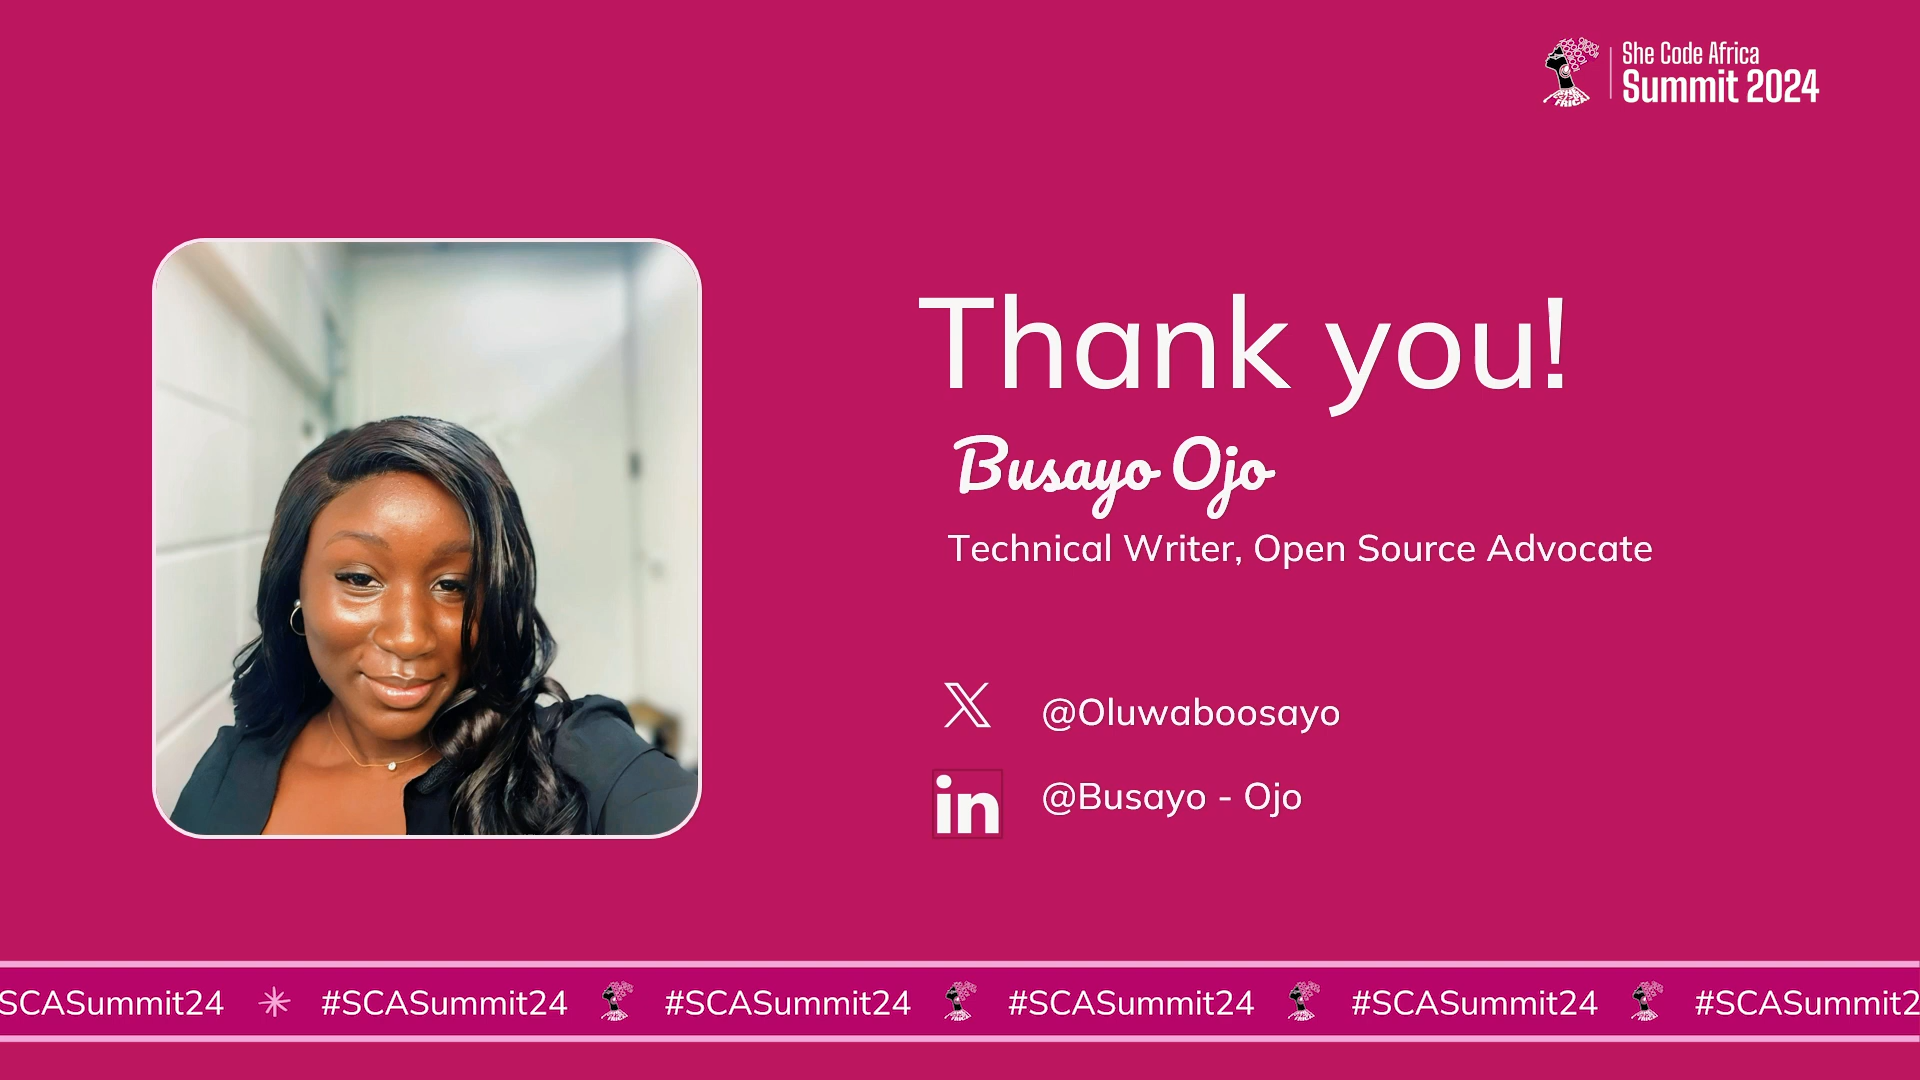 She Code Africa
Summit 2024
Thank you!
Busayo Ojo
Technical Writer, Open Source Advocate
@Oluwaboosayo
in
@Busayo - Ojo
SCASummit24 #SCASummit24 #SCASummit24 #SCASummit24 #SCASummit24 #SCASummit2